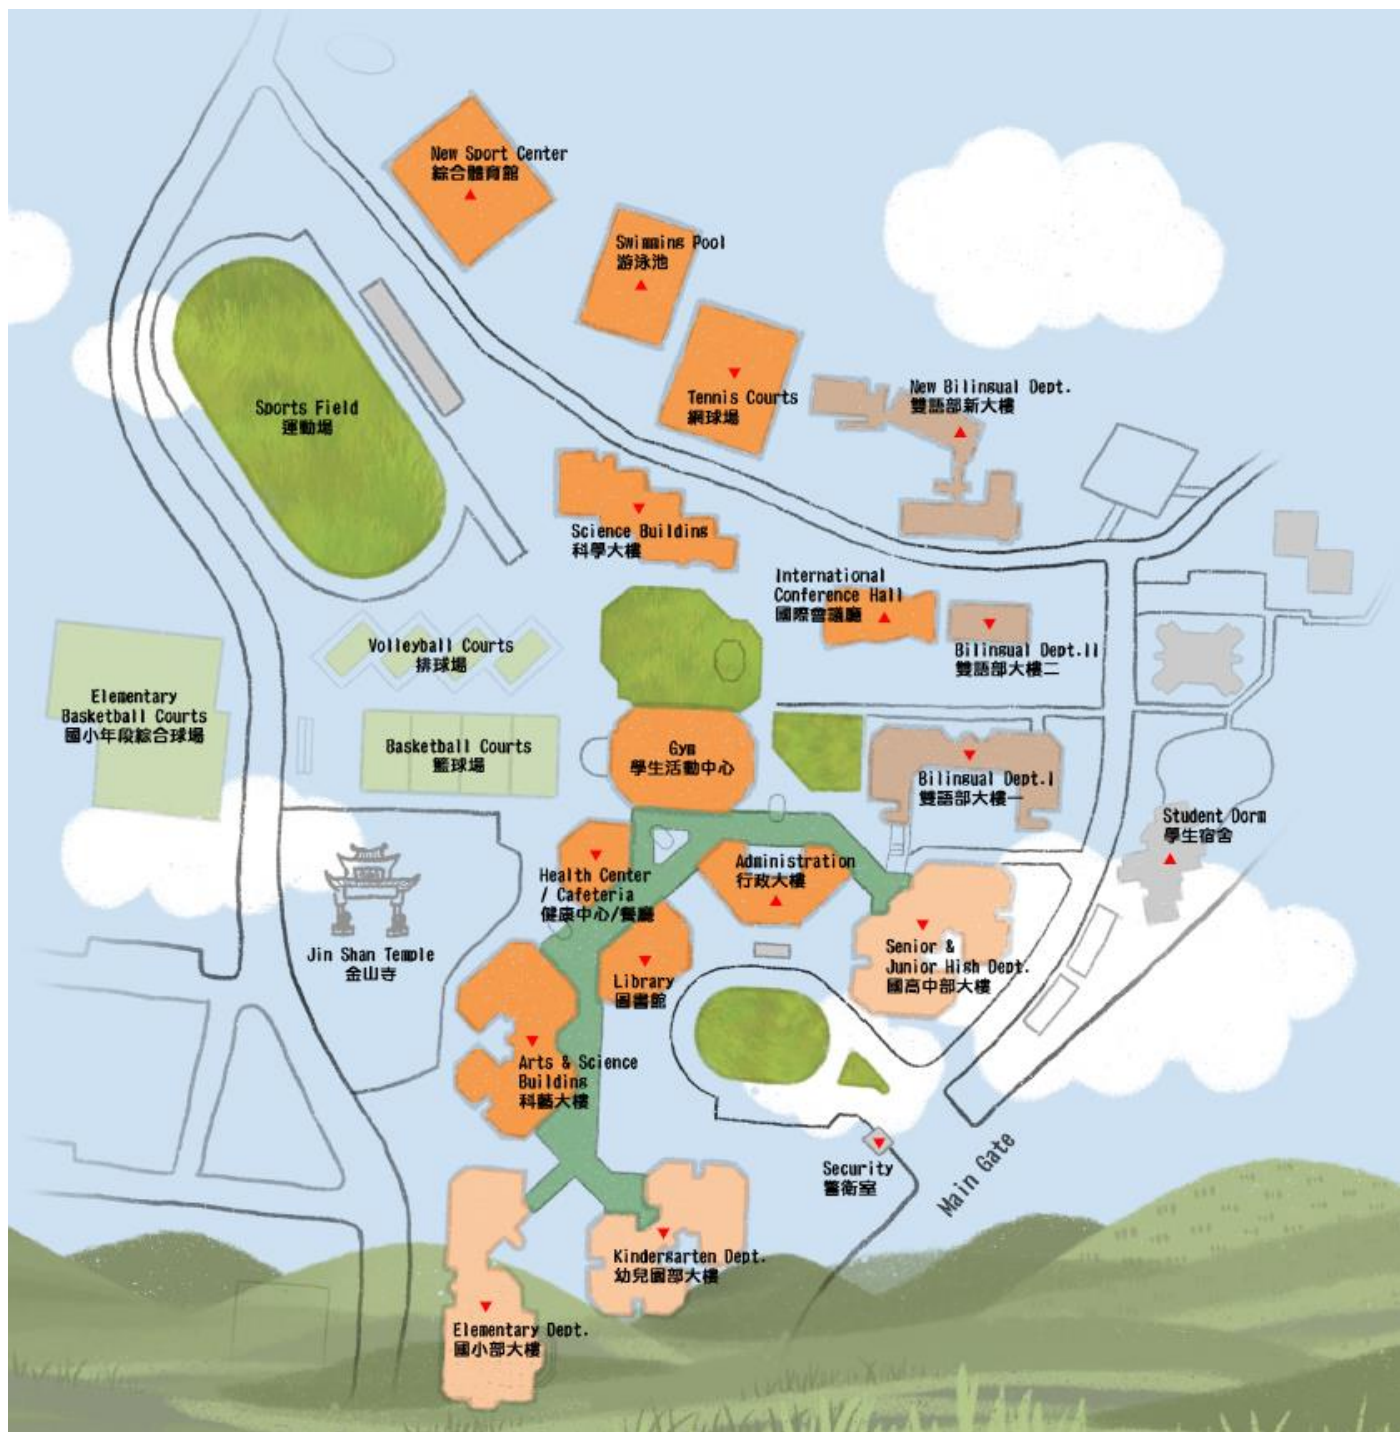 New Sport Center
綜合體育館
Swimming Pool
游泳池
Tennis Courts
網球場
New Bilingual Dept.
雙語部新大樓
Sports Field
運動場
Science Building
科學大樓
International
Conference Hall
國際會議廳
Bilingual Dept.II
雙語部大樓二
Volleyball Courts
排球場
Elementary
Basketball Courts
國小年段綜合球場
Basketball Courts
籃球場
Gym
學生活動中心
Bilingual Dept.I
雙語部大樓一
Student Dorm
學生宿舍
Health Center
/ Cafeteria
健康中心/餐廳
Administration
行政大樓
Jin Shan Temple
金山寺
Library
圖書館
Senior &
Junior High Dept.
國高中部大樓
Arts & Science
Building
科藝大樓
Security
警衛室
Main Gate
Kindergarten Dept.
幼兒園部大樓
Elementary Dept.
國小部大樓